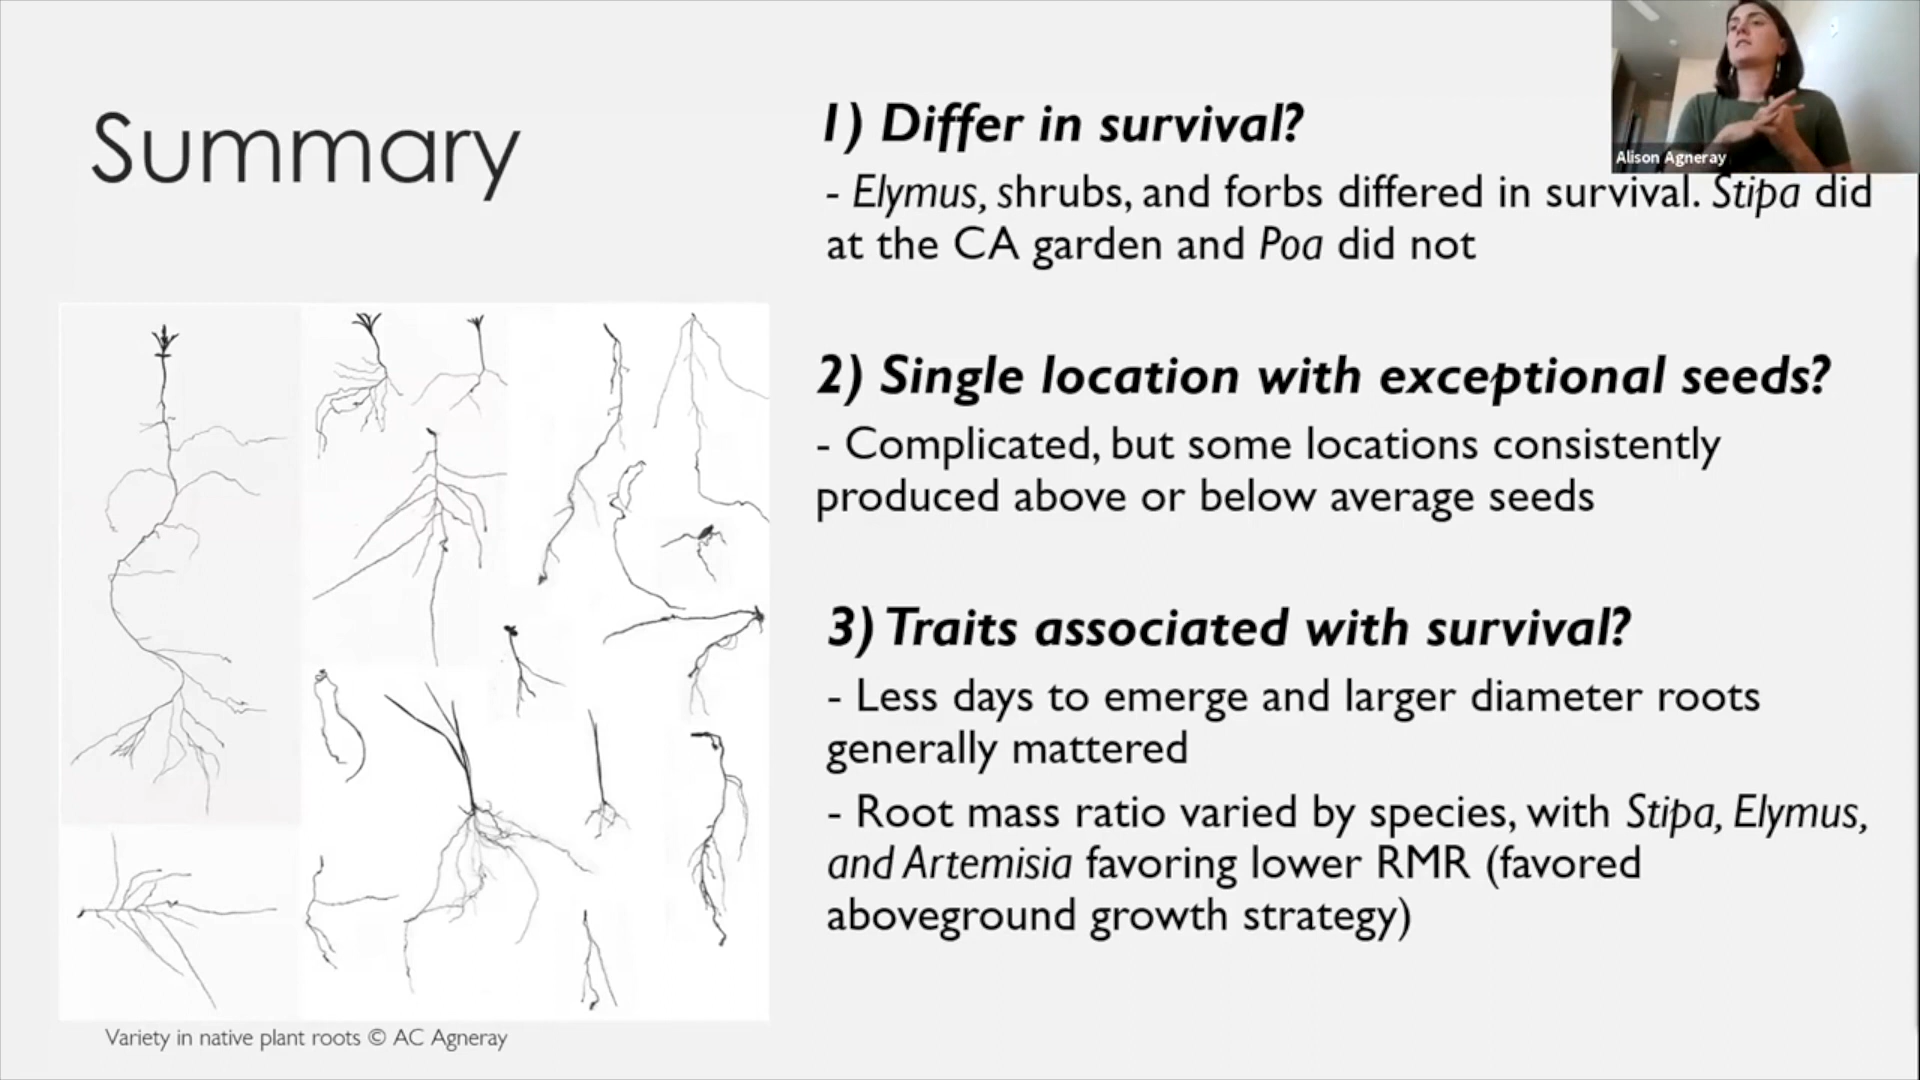 Summary
1) Differ in survival?
- Elymus, shrubs, and forbs differed in survival. Stipa did
at the CA garden and Poa did not
2) Single location with exceptional seeds?
- Complicated, but some locations consistently
produced above or below average seeds
3) Traits associated with survival?
- Less days to emerge and larger diameter roots
generally mattered
- Root mass ratio varied by species, with Stipa, Elymus,
and Artemisia favoring lower RMR (favored
aboveground growth strategy)
Variety in native plant roots © AC Agneray
Alison Agneray